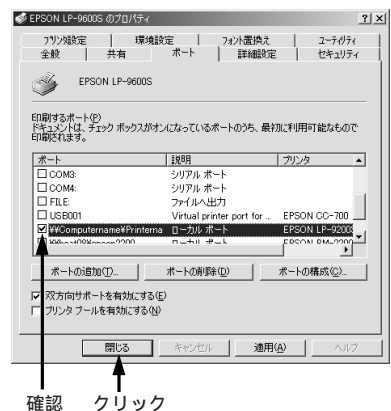 EPSON LP-9600S のプロパティ
プリンタ設定 環境設定 フォント置換え ユーティリティ
全般 共有 ポート 詳細設定 セキュリティ
EPSON LP-9600S
印刷するポート(P)
ドキュメントは、チェック ボックスがオンになっているポートのうち、最初に利用可能なもので
印刷されます。
ポート 説明 プリンタ
COM3: シリアル ポート
COM4: シリアル ポート
FILE: ファイルへ出力
USB001 Virtual printer port for ... EPSON CC-700
¥¥Computername¥Printerna ローカル ポート EPSON LP-9200S
ローカル ポート EPSON PM-2200
ポートの追加(T)... ポートの削除(D) ポートの構成(C)...
双方向サポートを有効にする(E)
プリンタ プールを有効にする(N)
閉じる キャンセル 適用(A) ヘルプ
確認 クリック